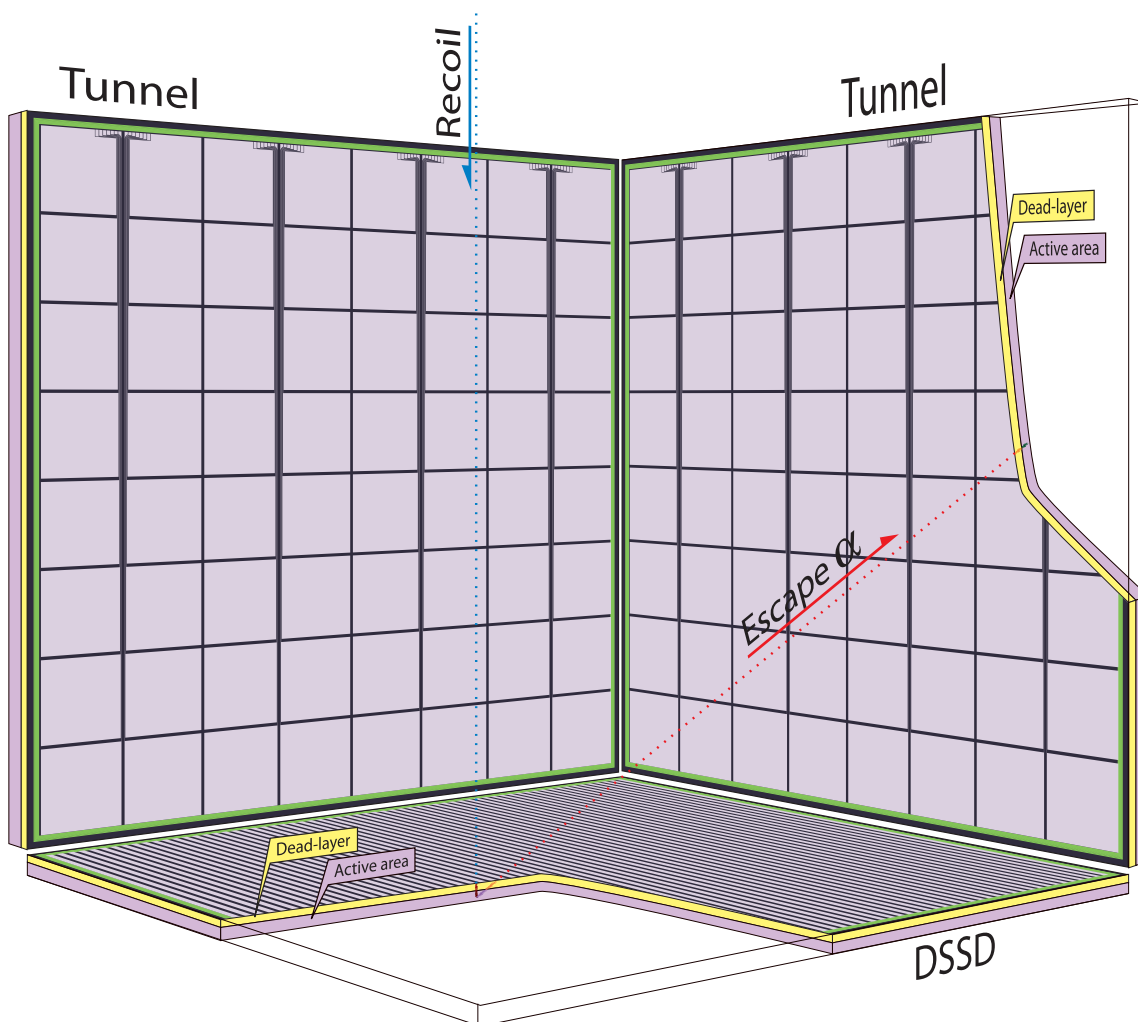 Recoil
Tunnel
Tunnel
Dead-layer
Active area
Escape α
Dead-layer
Active area
DSSD